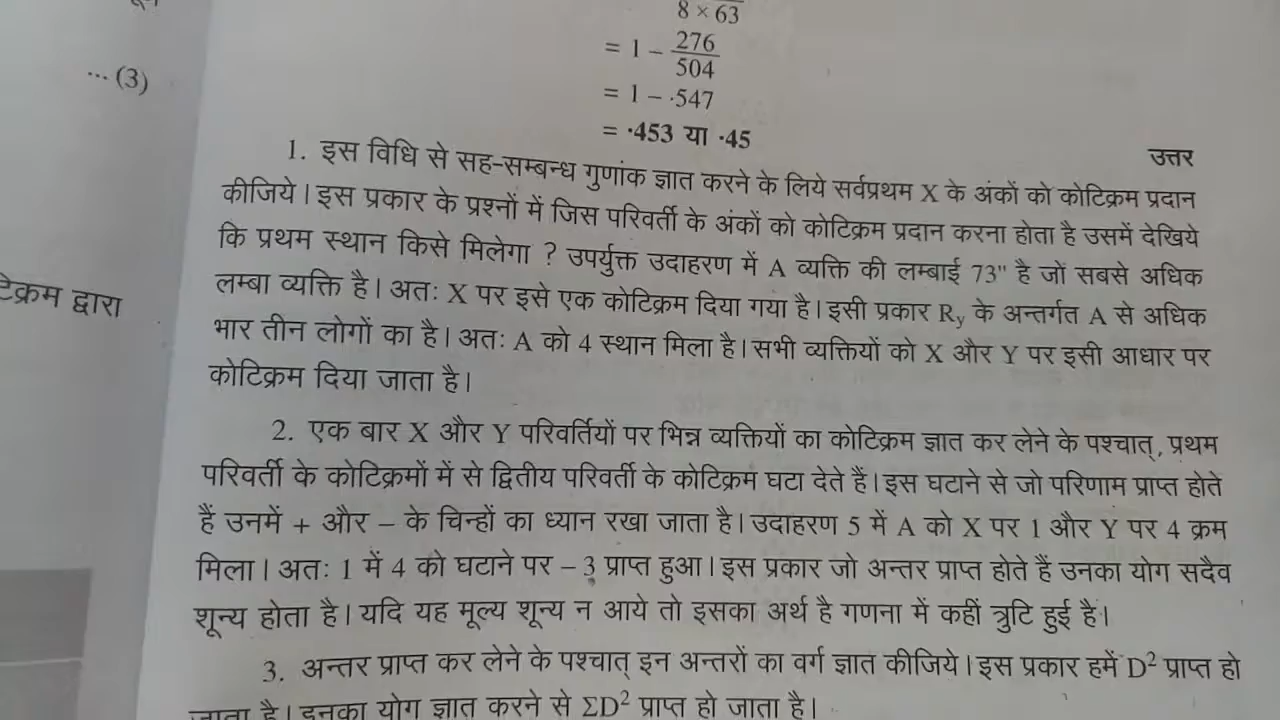 8 × 63
= 1 – 276/504
... (3)
= 1 – ·547
= ·453 या ·45
उत्तर
1. इस विधि से सह-सम्बन्ध गुणांक ज्ञात करने के लिये सर्वप्रथम X के अंकों को कोटिक्रम प्रदान
कीजिये। इस प्रकार के प्रश्नों में जिस परिवर्ती के अंकों को कोटिक्रम प्रदान करना होता है उसमें देखिये
कि प्रथम स्थान किसे मिलेगा ? उपर्युक्त उदाहरण में A व्यक्ति की लम्बाई 73" है जो सबसे अधिक
लम्बा व्यक्ति है। अतः X पर इसे एक कोटिक्रम दिया गया है। इसी प्रकार Ry के अन्तर्गत A से अधिक
टिक्रम द्वारा
भार तीन लोगों का है। अतः A को 4 स्थान मिला है। सभी व्यक्तियों को X और Y पर इसी आधार पर
कोटिक्रम दिया जाता है।
2. एक बार X और Y परिवर्तियों पर भिन्न व्यक्तियों का कोटिक्रम ज्ञात कर लेने के पश्चात्, प्रथम
परिवर्ती के कोटिक्रमों में से द्वितीय परिवर्ती के कोटिक्रम घटा देते हैं। इस घटाने से जो परिणाम प्राप्त होते
हैं उनमें + और – के चिन्हों का ध्यान रखा जाता है। उदाहरण 5 में A को X पर 1 और Y पर 4 क्रम
मिला। अतः 1 में 4 को घटाने पर – 3 प्राप्त हुआ। इस प्रकार जो अन्तर प्राप्त होते हैं उनका योग सदैव
शून्य होता है। यदि यह मूल्य शून्य न आये तो इसका अर्थ है गणना में कहीं त्रुटि हुई है।
3. अन्तर प्राप्त कर लेने के पश्चात् इन अन्तरों का वर्ग ज्ञात कीजिये। इस प्रकार हमें D² प्राप्त हो
जाता है। इनका योग ज्ञात करने से ΣD² प्राप्त हो जाता है।